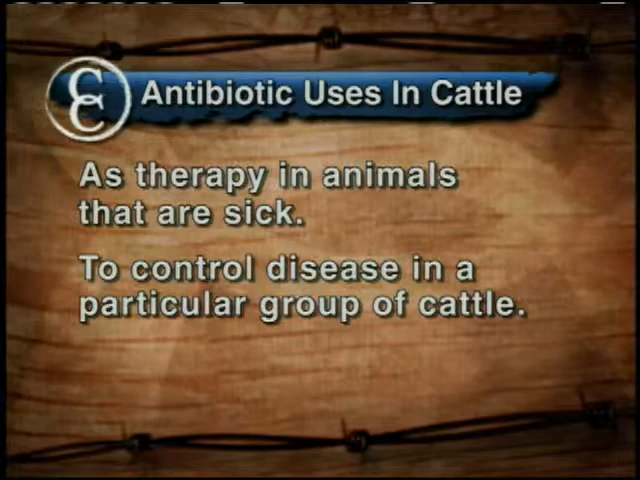 CC
Antibiotic Uses In Cattle
As therapy in animals
that are sick.
To control disease in a
particular group of cattle.